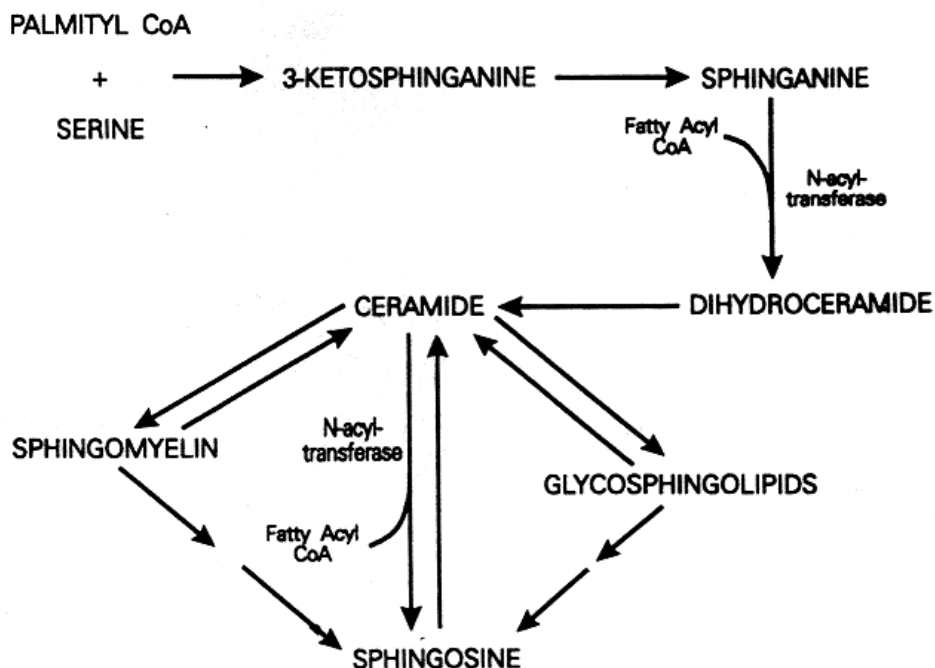 PALMITYL CoA
+
SERINE
3-KETOSPHINGANINE
SPHINGANINE
Fatty Acyl
CoA
N-acyl-
transferase
CERAMIDE
DIHYDROCERAMIDE
SPHINGOMYELIN
N-acyl-
transferase
GLYCOSPHINGOLIPIDS
Fatty Acyl
CoA
SPHINGOSINE